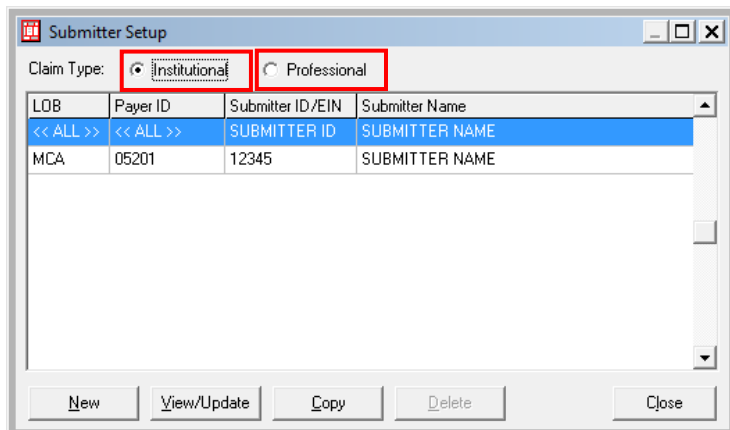 Submitter Setup
Claim Type: Institutional Professional
LOB Payer ID Submitter ID/EIN Submitter Name
<< ALL >> << ALL >> SUBMITTER ID SUBMITTER NAME
MCA 05201 12345 SUBMITTER NAME
New View/Update Copy Delete Close